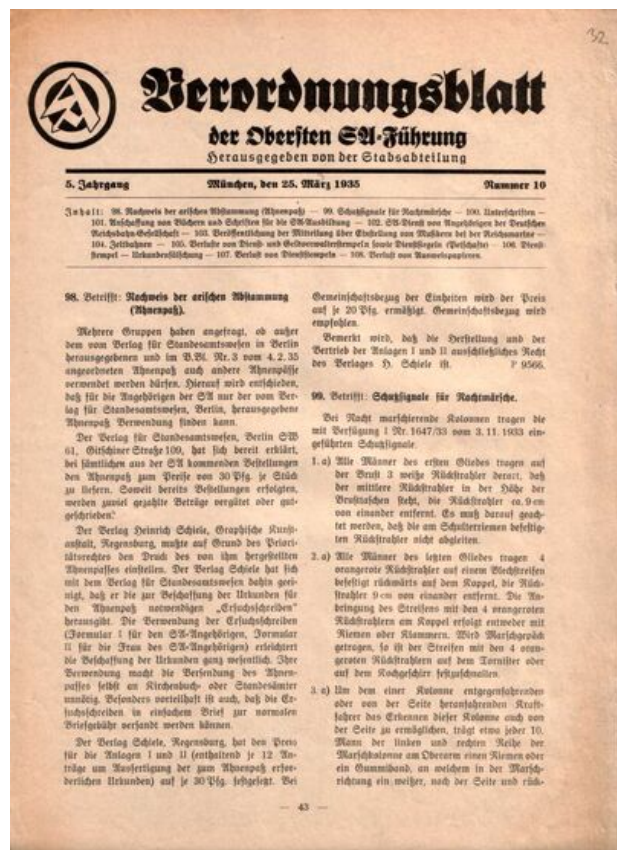 32
Verordnungsblatt
der Obersten SA-Führung
Herausgegeben von der Stabsabteilung
5. Jahrgang München, den 25. März 1935 Nummer 10
Inhalt: 98. Nachweis der arischen Abstammung (Ahnenpaß) — 99. Schutzsignale für Nachtmärsche — 100. Unterschriften —
101. Anschaffung von Büchern und Schriften für die SA-Ausbildung — 102. SA-Dienst von Angehörigen der Deutschen
Reichsbahn-Gesellschaft — 103. Veröffentlichung der Mitteilung über Einstellung von Musikern bei der Reichsmarine —
104. Zeltbahnen — 105. Verluste von Dienst- und Geldverwalterstempeln sowie Dienstsiegeln (Petschafte) — 106. Dienst-
stempel — Urkundenfälschung — 107. Verlust von Dienststempeln — 108. Verlust von Ausweispapieren.
98. Betrifft: Nachweis der arischen Abstammung
(Ahnenpaß).
Mehrere Gruppen haben angefragt, ob außer
dem vom Verlag für Standesamtswesen in Berlin
herausgegebenen und im V.Bl. Nr. 3 vom 4. 2. 35
angeordneten Ahnenpaß auch andere Ahnenpässe
verwendet werden dürfen. Hierauf wird entschieden,
daß für die Angehörigen der SA nur der vom Ver-
lag für Standesamtswesen, Berlin, herausgegebene
Ahnenpaß Verwendung finden kann.
Der Verlag für Standesamtswesen, Berlin SW
61, Gitschiner Straße 109, hat sich bereit erklärt,
bei sämtlichen aus der SA kommenden Bestellungen
den Ahnenpaß zum Preise von 30 Pfg. je Stück
zu liefern. Soweit bereits Bestellungen erfolgten,
werden zuviel gezahlte Beträge vergütet oder gut-
geschrieben.
Der Verlag Heinrich Schiele, Graphische Kunst-
anstalt, Regensburg, mußte auf Grund des Priori-
tätsrechtes den Druck des von ihm hergestellten
Ahnenpasses einstellen. Der Verlag Schiele hat sich
mit dem Verlag für Standesamtswesen dahin geei-
nigt, daß er die zur Beschaffung der Urkunden für
den Ahnenpaß notwendigen „Ersuchschreiben"
herausgibt. Die Verwendung der Ersuchschreiben
(Formular I für den SA-Angehörigen, Formular
II für die Frau des SA-Angehörigen) erleichtert
die Beschaffung der Urkunden ganz wesentlich. Ihre
Verwendung macht die Versendung des Ahnen-
passes selbst an Kirchenbuch- oder Standesämter
unnötig. Besonders vorteilhaft ist auch, daß die Er-
suchschreiben in einfachem Brief zur normalen
Briefgebühr versandt werden können.
Der Verlag Schiele, Regensburg, hat den Preis
für die Anlagen I und II (enthaltend je 12 An-
träge um Ausfertigung der zum Ahnenpaß erfor-
derlichen Urkunden) auf je 30 Pfg. festgesetzt. Bei
Gemeinschaftsbezug der Einheiten wird der Preis
auf je 20 Pfg. ermäßigt. Gemeinschaftsbezug wird
empfohlen.
Bemerkt wird, daß die Herstellung und der
Vertrieb der Anlagen I und II ausschließliches Recht
des Verlages H. Schiele ist. P 9566.
99. Betrifft: Schutzsignale für Nachtmärsche.
Bei Nacht marschierende Kolonnen tragen die
mit Verfügung I Nr. 1647/33 vom 3. 11. 1933 ein-
geführten Schutzsignale.
1. a) Alle Männer des ersten Gliedes tragen auf
der Brust 3 weiße Rückstrahler derart, daß
der mittlere Rückstrahler in der Höhe der
Brusttaschen steht, die Rückstrahler ca. 9 cm
von einander entfernt. Es muß darauf geach-
tet werden, daß die am Schulterriemen befestig-
ten Rückstrahler nicht abgleiten.
2. a) Alle Männer des letzten Gliedes tragen 4
orangerote Rückstrahler auf einem Blechstreifen
befestigt rückwärts auf dem Koppel, die Rück-
strahler 9 cm von einander entfernt. Die An-
bringung des Streifens mit den 4 orangeroten
Rückstrahlern am Koppel erfolgt entweder mit
Riemen oder Klammern. Wird Marschgepäck
getragen, so ist der Streifen mit den 4 oran-
geroten Rückstrahlern auf dem Tornister oder
auf dem Kochgeschirr festzuschnallen.
3. a) Um dem einer Kolonne entgegenfahrenden
oder von der Seite heranfahrenden Kraft-
fahrer das Erkennen dieser Kolonne auch von
der Seite zu ermöglichen, trägt etwa jeder 10.
Mann der linken und rechten Reihe der
Marschkolonne am Oberarm einen Riemen oder
ein Gummiband, an welchem in der Marsch-
richtung ein weißer, nach der Seite und rück-
— 43 —